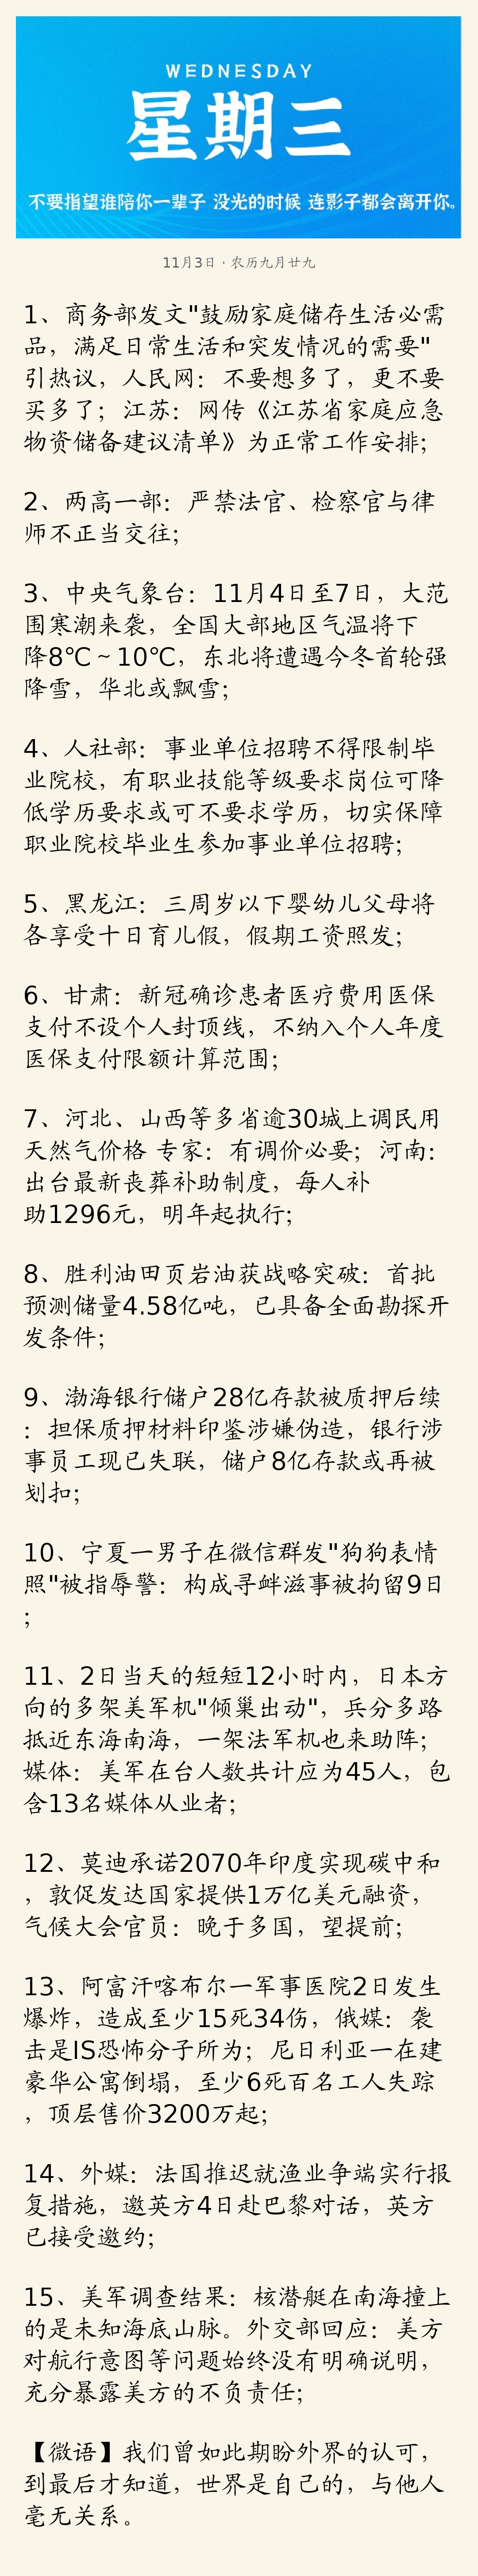 WEDNESDAY
星期三
不要指望谁陪你一辈子 没光的时候 连影子都会离开你。
11月3日·农历九月廿九
1、商务部发文"鼓励家庭储存生活必需
品，满足日常生活和突发情况的需要"
引热议，人民网：不要想多了，更不要
买多了；江苏：网传《江苏省家庭应急
物资储备建议清单》为正常工作安排；
2、两高一部：严禁法官、检察官与律
师不正当交往；
3、中央气象台：11月4日至7日，大范
围寒潮来袭，全国大部地区气温将下
降8℃～10℃，东北将遭遇今冬首轮强
降雪，华北或飘雪；
4、人社部：事业单位招聘不得限制毕
业院校，有职业技能等级要求岗位可降
低学历要求或可不要求学历，切实保障
职业院校毕业生参加事业单位招聘；
5、黑龙江：三周岁以下婴幼儿父母将
各享受十日育儿假，假期工资照发；
6、甘肃：新冠确诊患者医疗费用医保
支付不设个人封顶线，不纳入个人年度
医保支付限额计算范围；
7、河北、山西等多省逾30城上调民用
天然气价格 专家：有调价必要；河南：
出台最新丧葬补助制度，每人补
助1296元，明年起执行；
8、胜利油田页岩油获战略突破：首批
预测储量4.58亿吨，已具备全面勘探开
发条件；
9、渤海银行储户28亿存款被质押后续
：担保质押材料印鉴涉嫌伪造，银行涉
事员工现已失联，储户8亿存款或再被
划扣；
10、宁夏一男子在微信群发"狗狗表情
照"被指辱警：构成寻衅滋事被拘留9日
；
11、2日当天的短短12小时内，日本方
向的多架美军机"倾巢出动"，兵分多路
抵近东海南海，一架法军机也来助阵；
媒体：美军在台人数共计应为45人，包
含13名媒体从业者；
12、莫迪承诺2070年印度实现碳中和
，敦促发达国家提供1万亿美元融资，
气候大会官员：晚于多国，望提前；
13、阿富汗喀布尔一军事医院2日发生
爆炸，造成至少15死34伤，俄媒：袭
击是IS恐怖分子所为；尼日利亚一在建
豪华公寓倒塌，至少6死百名工人失踪
，顶层售价3200万起；
14、外媒：法国推迟就渔业争端实行报
复措施，邀英方4日赴巴黎对话，英方
已接受邀约；
15、美军调查结果：核潜艇在南海撞上
的是未知海底山脉。外交部回应：美方
对航行意图等问题始终没有明确说明，
充分暴露美方的不负责任；
【微语】我们曾如此期盼外界的认可，
到最后才知道，世界是自己的，与他人
毫无关系。